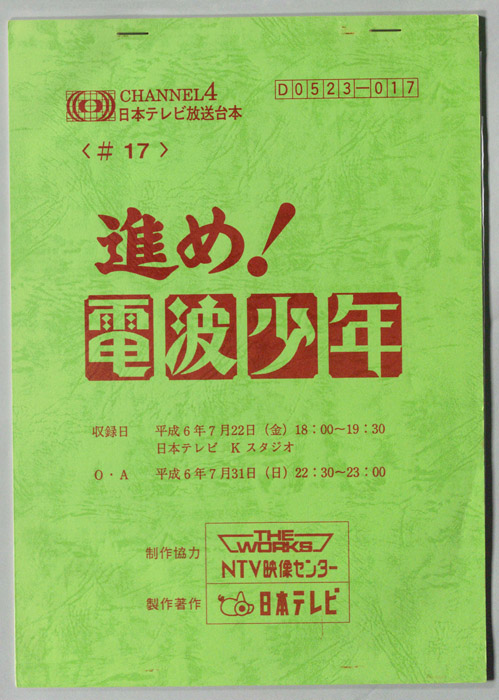 CHANNEL4
日本テレビ放送台本
D0523—017
〈# 17 〉
進め!
電波少年
収録日 平成6年7月22日(金)18:00〜19:30
日本テレビ Kスタジオ
O・A 平成6年7月31日(日)22:30〜23:00
制作協力
THE WORKS
NTV映像センター
製作著作
日本テレビ